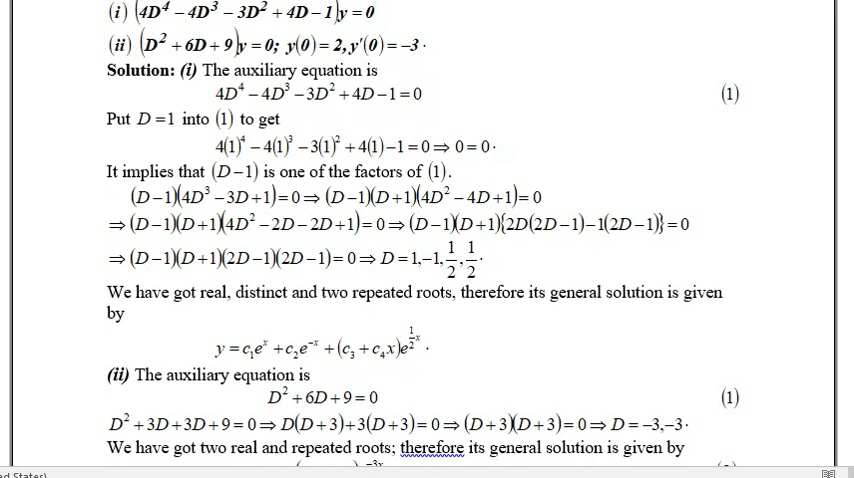 (i) (4D⁴ − 4D³ − 3D² + 4D − 1)y = 0
(ii) (D² + 6D + 9)y = 0; y(0) = 2, y′(0) = −3 ·
Solution: (i) The auxiliary equation is
4D⁴ − 4D³ − 3D² + 4D − 1 = 0 (1)
Put D = 1 into (1) to get
4(1)⁴ − 4(1)³ − 3(1)² + 4(1) − 1 = 0 ⇒ 0 = 0 ·
It implies that (D − 1) is one of the factors of (1).
(D − 1)(4D³ − 3D + 1) = 0 ⇒ (D − 1)(D + 1)(4D² − 4D + 1) = 0
⇒ (D − 1)(D + 1)(4D² − 2D − 2D + 1) = 0 ⇒ (D − 1)(D + 1){2D(2D − 1) − 1(2D − 1)} = 0
⇒ (D − 1)(D + 1)(2D − 1)(2D − 1) = 0 ⇒ D = 1, −1, 1/2, 1/2 ·
We have got real, distinct and two repeated roots, therefore its general solution is given
by
y = c₁eˣ + c₂e⁻ˣ + (c₃ + c₄x)e^(1/2 x) ·
(ii) The auxiliary equation is
D² + 6D + 9 = 0 (1)
D² + 3D + 3D + 9 = 0 ⇒ D(D + 3) + 3(D + 3) = 0 ⇒ (D + 3)(D + 3) = 0 ⇒ D = −3, −3 ·
We have got two real and repeated roots; therefore its general solution is given by